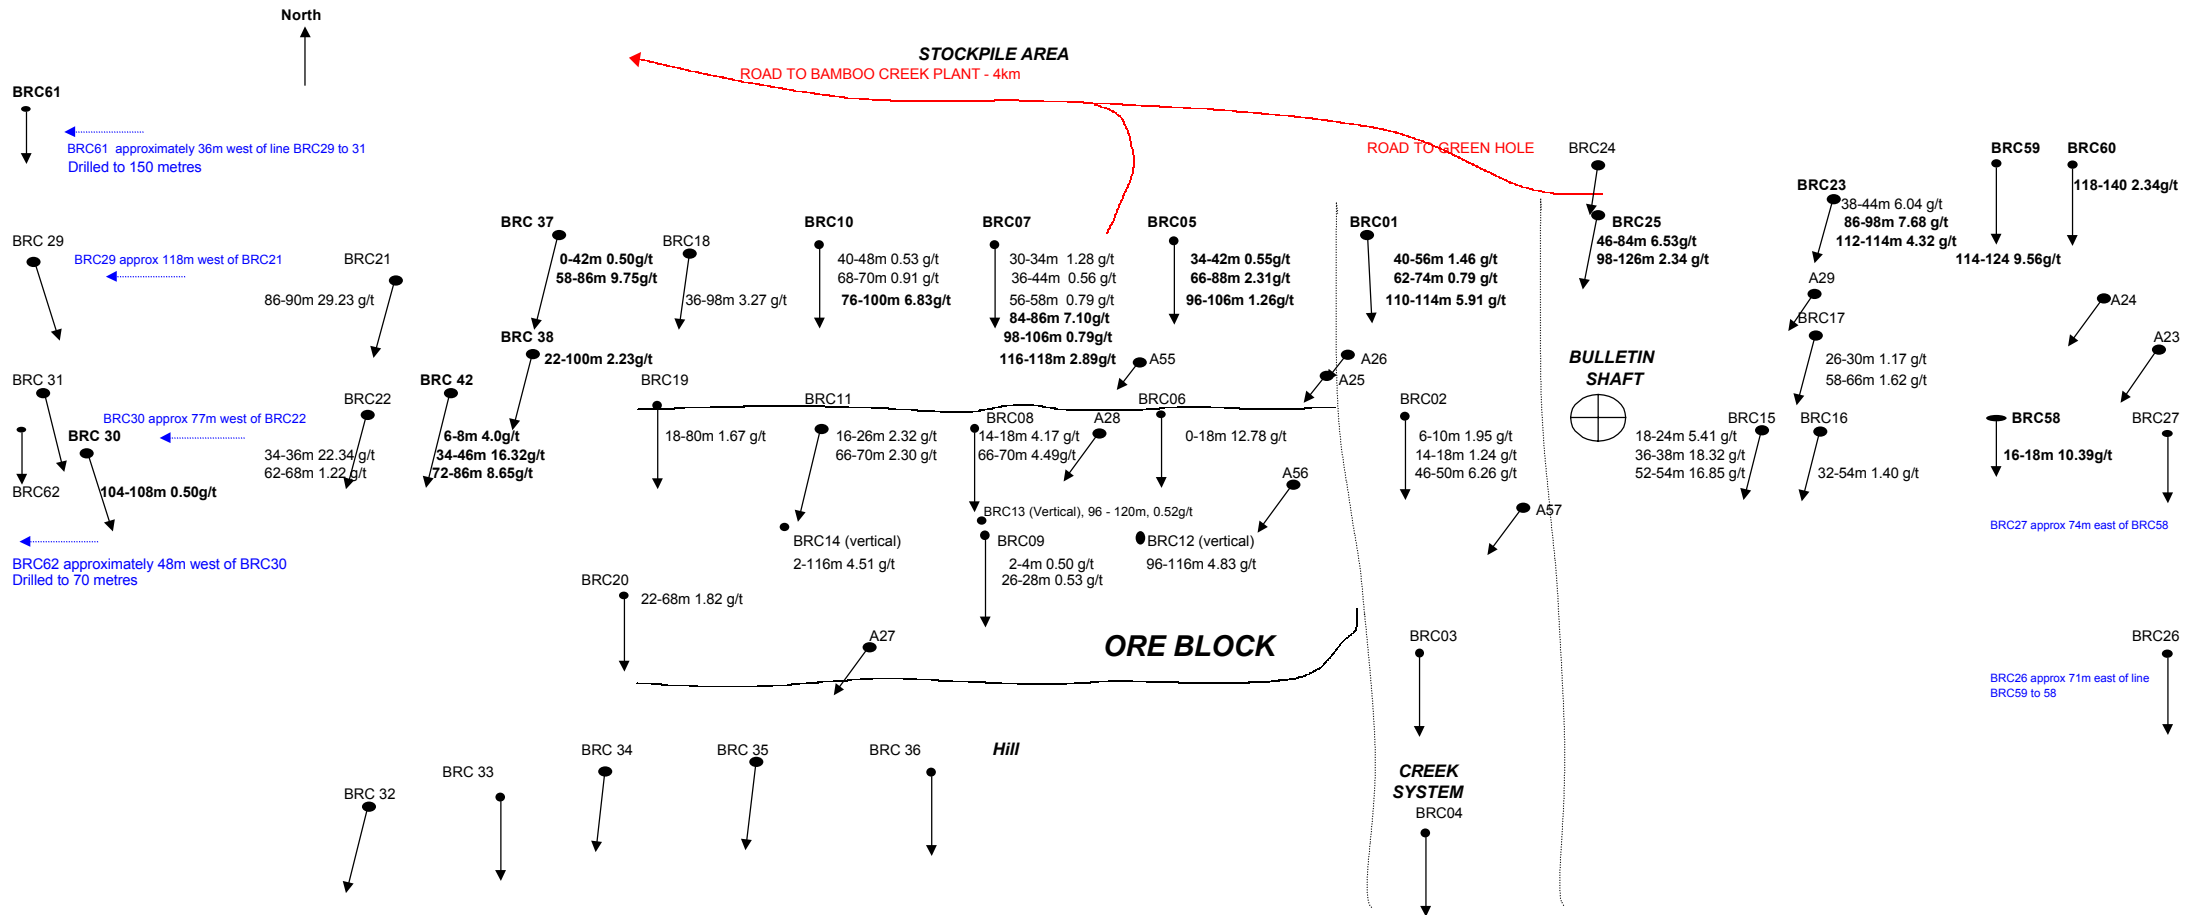 North
STOCKPILE AREA
ROAD TO BAMBOO CREEK PLANT - 4km
BRC61
BRC61 approximately 36m west of line BRC29 to 31
Drilled to 150 metres
ROAD TO GREEN HOLE
BRC24
BRC59
BRC60
118-140 2.34g/t
114-124 9.56g/t
BRC23
38-44m 6.04 g/t
86-98m 7.68 g/t
112-114m 4.32 g/t
BRC 29
BRC29 approx 118m west of BRC21
BRC21
86-90m 29.23 g/t
BRC 37
0-42m 0.50g/t
58-86m 9.75g/t
BRC18
36-98m 3.27 g/t
BRC10
40-48m 0.53 g/t
68-70m 0.91 g/t
76-100m 6.83g/t
BRC07
30-34m 1.28 g/t
36-44m 0.56 g/t
56-58m 0.79 g/t
84-86m 7.10g/t
98-106m 0.79g/t
116-118m 2.89g/t
BRC05
34-42m 0.55g/t
66-88m 2.31g/t
96-106m 1.26g/t
BRC01
40-56m 1.46 g/t
62-74m 0.79 g/t
110-114m 5.91 g/t
BRC25
46-84m 6.53g/t
98-126m 2.34 g/t
A29
A24
BRC17
26-30m 1.17 g/t
58-66m 1.62 g/t
A23
BRC 38
22-100m 2.23g/t
A55
A26
A25
BULLETIN
SHAFT
BRC 31
BRC30 approx 77m west of BRC22
BRC 30
104-108m 0.50g/t
BRC62
BRC62 approximately 48m west of BRC30
Drilled to 70 metres
BRC22
34-36m 22.34 g/t
62-68m 1.22 g/t
BRC 42
6-8m 4.0g/t
34-46m 16.32g/t
72-86m 8.65g/t
BRC19
18-80m 1.67 g/t
BRC11
16-26m 2.32 g/t
66-70m 2.30 g/t
BRC08
14-18m 4.17 g/t
66-70m 4.49g/t
A28
BRC06
0-18m 12.78 g/t
BRC02
6-10m 1.95 g/t
14-18m 1.24 g/t
46-50m 6.26 g/t
BRC15
18-24m 5.41 g/t
36-38m 18.32 g/t
52-54m 16.85 g/t
BRC16
32-54m 1.40 g/t
BRC58
16-18m 10.39g/t
BRC27
BRC27 approx 74m east of BRC58
A56
A57
BRC13 (Vertical), 96 - 120m, 0.52g/t
BRC14 (vertical)
2-116m 4.51 g/t
BRC09
2-4m 0.50 g/t
26-28m 0.53 g/t
BRC12 (vertical)
96-116m 4.83 g/t
BRC20
22-68m 1.82 g/t
A27
ORE BLOCK
BRC03
BRC26
BRC26 approx 71m east of line
BRC59 to 58
BRC 32
BRC 33
BRC 34
BRC 35
BRC 36
Hill
CREEK
SYSTEM
BRC04